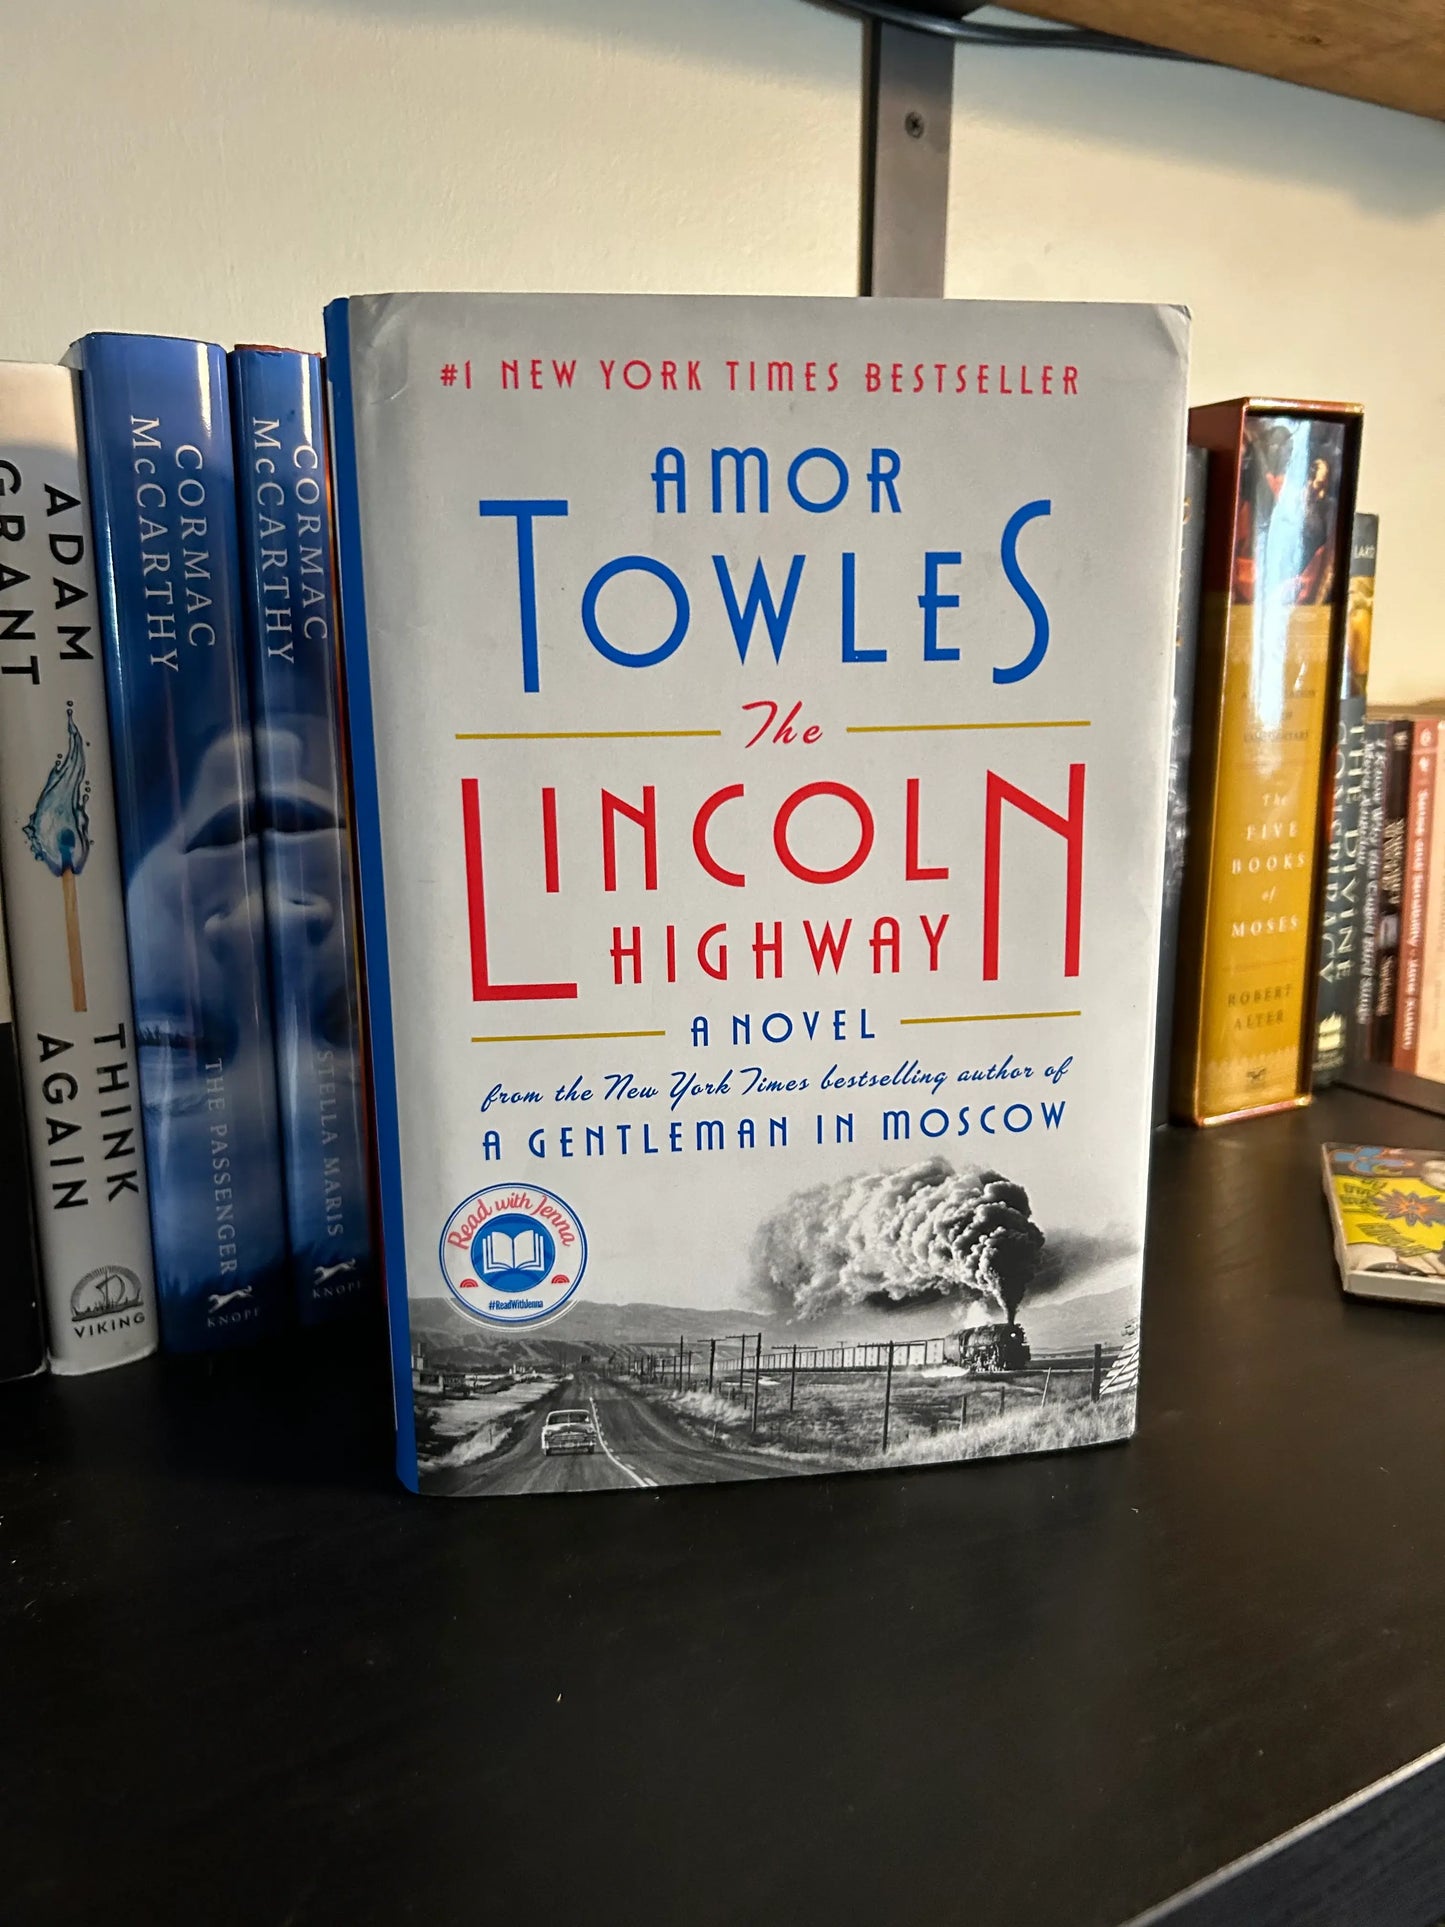 #1 NEW YORK TIMES BESTSELLER
AMOR
TOWLES
The
LINCOLN
HIGHWAY
A NOVEL
from the New York Times bestselling author of
A GENTLEMAN IN MOSCOW
Read with Jenna
#ReadWithJenna
ADAM
GRANT
THINK
AGAIN
VIKING
CORMAC
McCARTHY
THE PASSENGER
KNOPF
CORMAC
McCARTHY
STELLA MARIS
KNOPF
The
FIVE
BOOKS
of
MOSES
ROBERT
ALTER
THE DIVINE